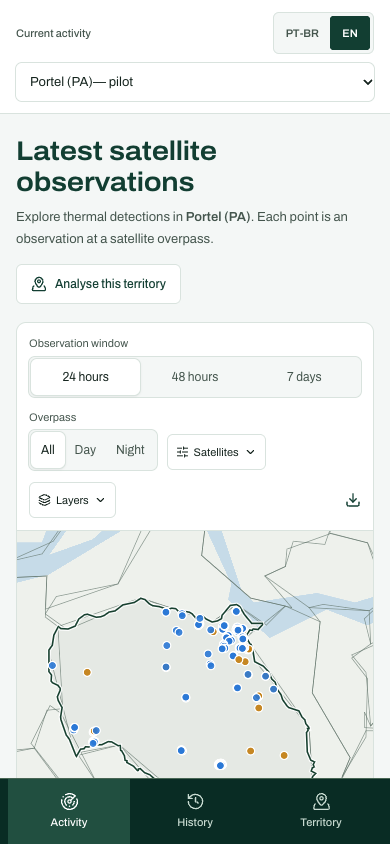 Current activity
PT-BR
EN
Portel (PA)— pilot
Latest satellite
observations
Explore thermal detections in Portel (PA). Each point is an
observation at a satellite overpass.
Analyse this territory
Observation window
24 hours
48 hours
7 days
Overpass
All
Day
Night
Satellites
Layers
Activity
History
Territory